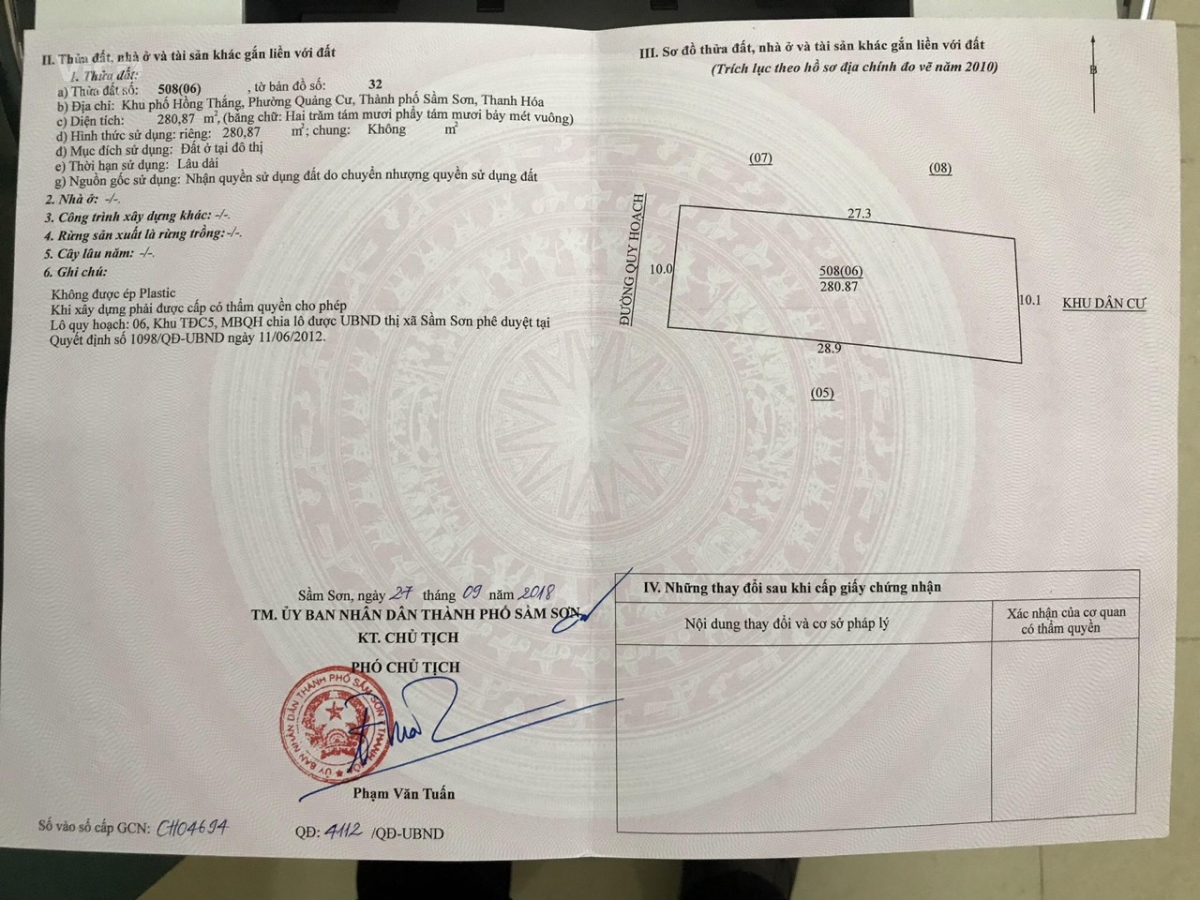 II. Thửa đất, nhà ở và tài sản khác gắn liền với đất
1. Thửa đất:
a) Thửa đất số: 508(06) , tờ bản đồ số: 32
b) Địa chỉ: Khu phố Hồng Thắng, Phường Quảng Cư, Thành phố Sầm Sơn, Thanh Hóa
c) Diện tích: 280,87 m², (bằng chữ: Hai trăm tám mươi phẩy tám mươi bảy mét vuông)
d) Hình thức sử dụng: riêng: 280,87 m²; chung: Không m²
đ) Mục đích sử dụng: Đất ở tại đô thị
e) Thời hạn sử dụng: Lâu dài
g) Nguồn gốc sử dụng: Nhận quyền sử dụng đất do chuyển nhượng quyền sử dụng đất
2. Nhà ở: -/-.
3. Công trình xây dựng khác: -/-.
4. Rừng sản xuất là rừng trồng: -/-.
5. Cây lâu năm: -/-.
6. Ghi chú:
Không được ép Plastic
Khi xây dựng phải được cấp có thẩm quyền cho phép
Lô quy hoạch: 06, Khu TĐC5, MBQH chia lô được UBND thị xã Sầm Sơn phê duyệt tại
Quyết định số 1098/QĐ-UBND ngày 11/06/2012.
Sầm Sơn, ngày 27 tháng 09 năm 2018
TM. ỦY BAN NHÂN DÂN THÀNH PHỐ SẦM SƠN
KT. CHỦ TỊCH
PHÓ CHỦ TỊCH
ỦY BAN NHÂN DÂN THÀNH PHỐ SẦM SƠN
Phạm Văn Tuấn
Số vào sổ cấp GCN: CH04694
QĐ: 4112 /QĐ-UBND
III. Sơ đồ thửa đất, nhà ở và tài sản khác gắn liền với đất
(Trích lục theo hồ sơ địa chính đo vẽ năm 2010)
B
(07)
(08)
27.3
ĐƯỜNG QUY HOẠCH
10.0
508(06)
280.87
10.1
KHU DÂN CƯ
28.9
(05)
IV. Những thay đổi sau khi cấp giấy chứng nhận
Nội dung thay đổi và cơ sở pháp lý
Xác nhận của cơ quan
có thẩm quyền